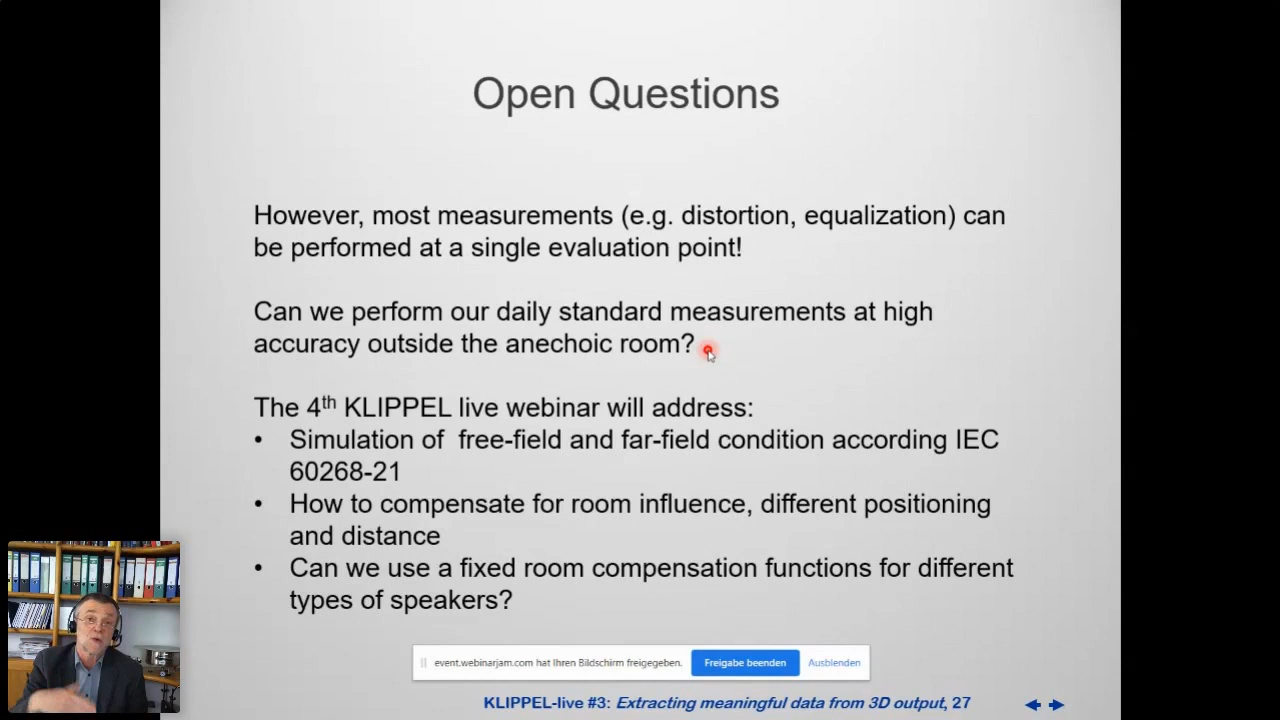 Open Questions
However, most measurements (e.g. distortion, equalization) can
be performed at a single evaluation point!
Can we perform our daily standard measurements at high
accuracy outside the anechoic room?
The 4th KLIPPEL live webinar will address:
• Simulation of free-field and far-field condition according IEC
60268-21
• How to compensate for room influence, different positioning
and distance
• Can we use a fixed room compensation functions for different
types of speakers?
event.webinarjam.com hat Ihren Bildschirm freigegeben. Freigabe beenden Ausblenden
KLIPPEL-live #3: Extracting meaningful data from 3D output, 27